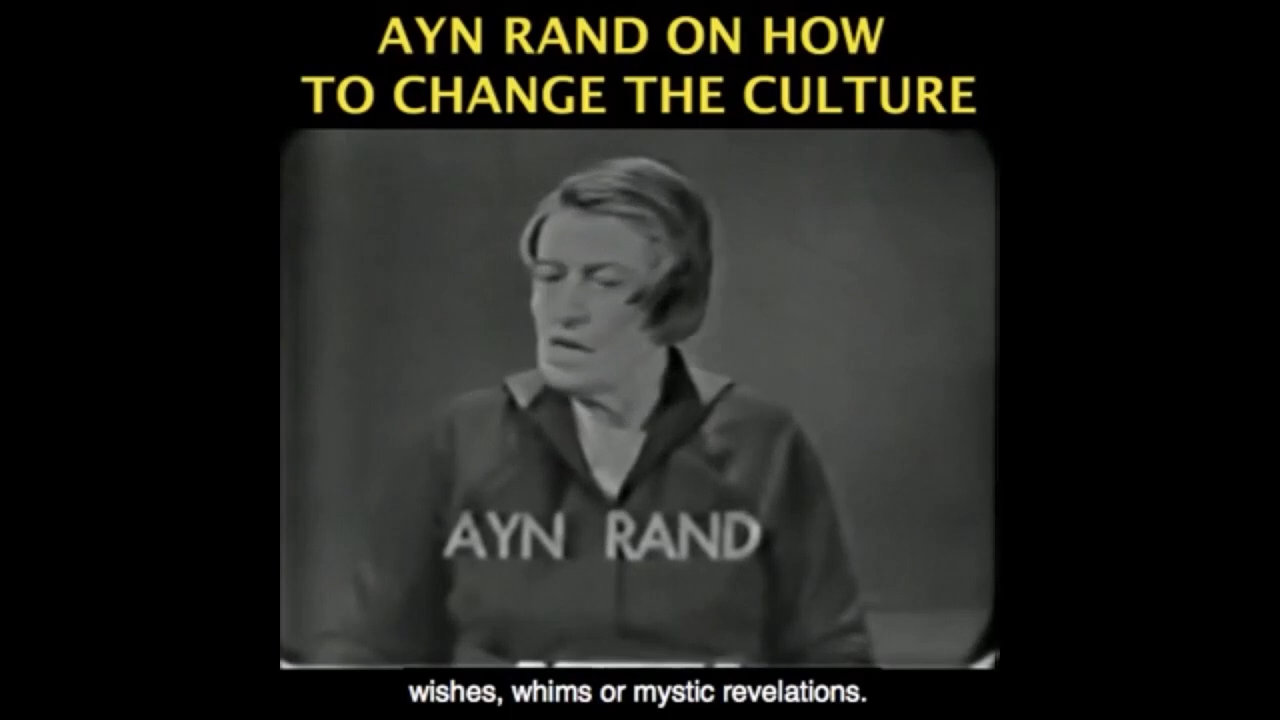 AYN RAND ON HOW
TO CHANGE THE CULTURE
AYN RAND
wishes, whims or mystic revelations.